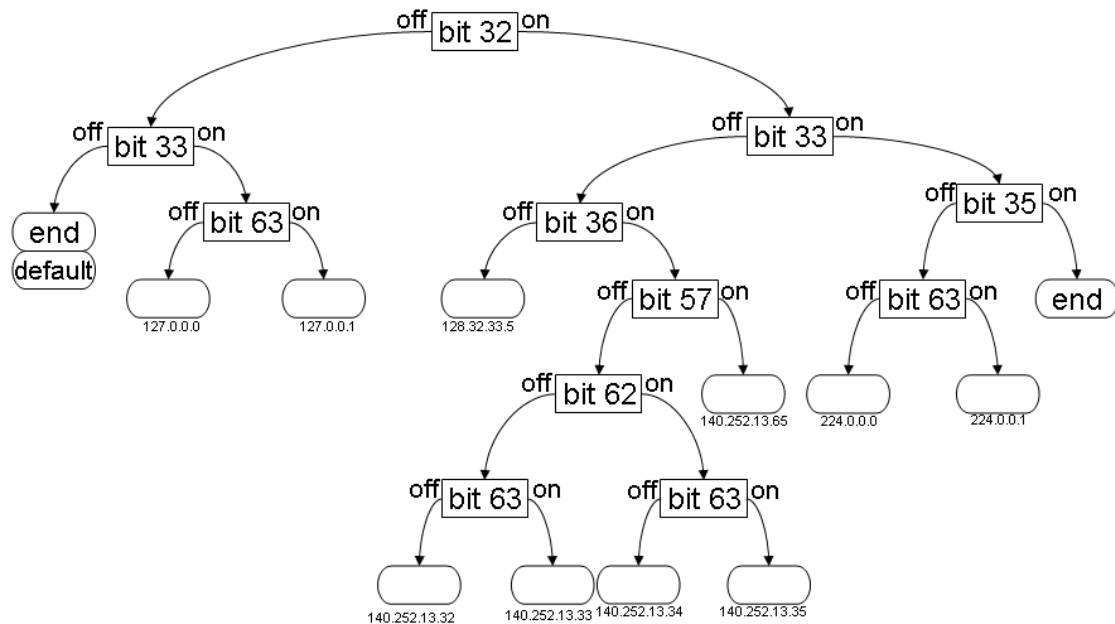 off bit 32 on
off bit 33 on
off bit 33 on
end
default
off bit 63 on
off bit 36 on
off bit 35 on
127.0.0.0
127.0.0.1
128.32.33.5
off bit 57 on
off bit 63 on
end
off bit 62 on
140.252.13.65
224.0.0.0
224.0.0.1
off bit 63 on
off bit 63 on
140.252.13.32
140.252.13.33
140.252.13.34
140.252.13.35